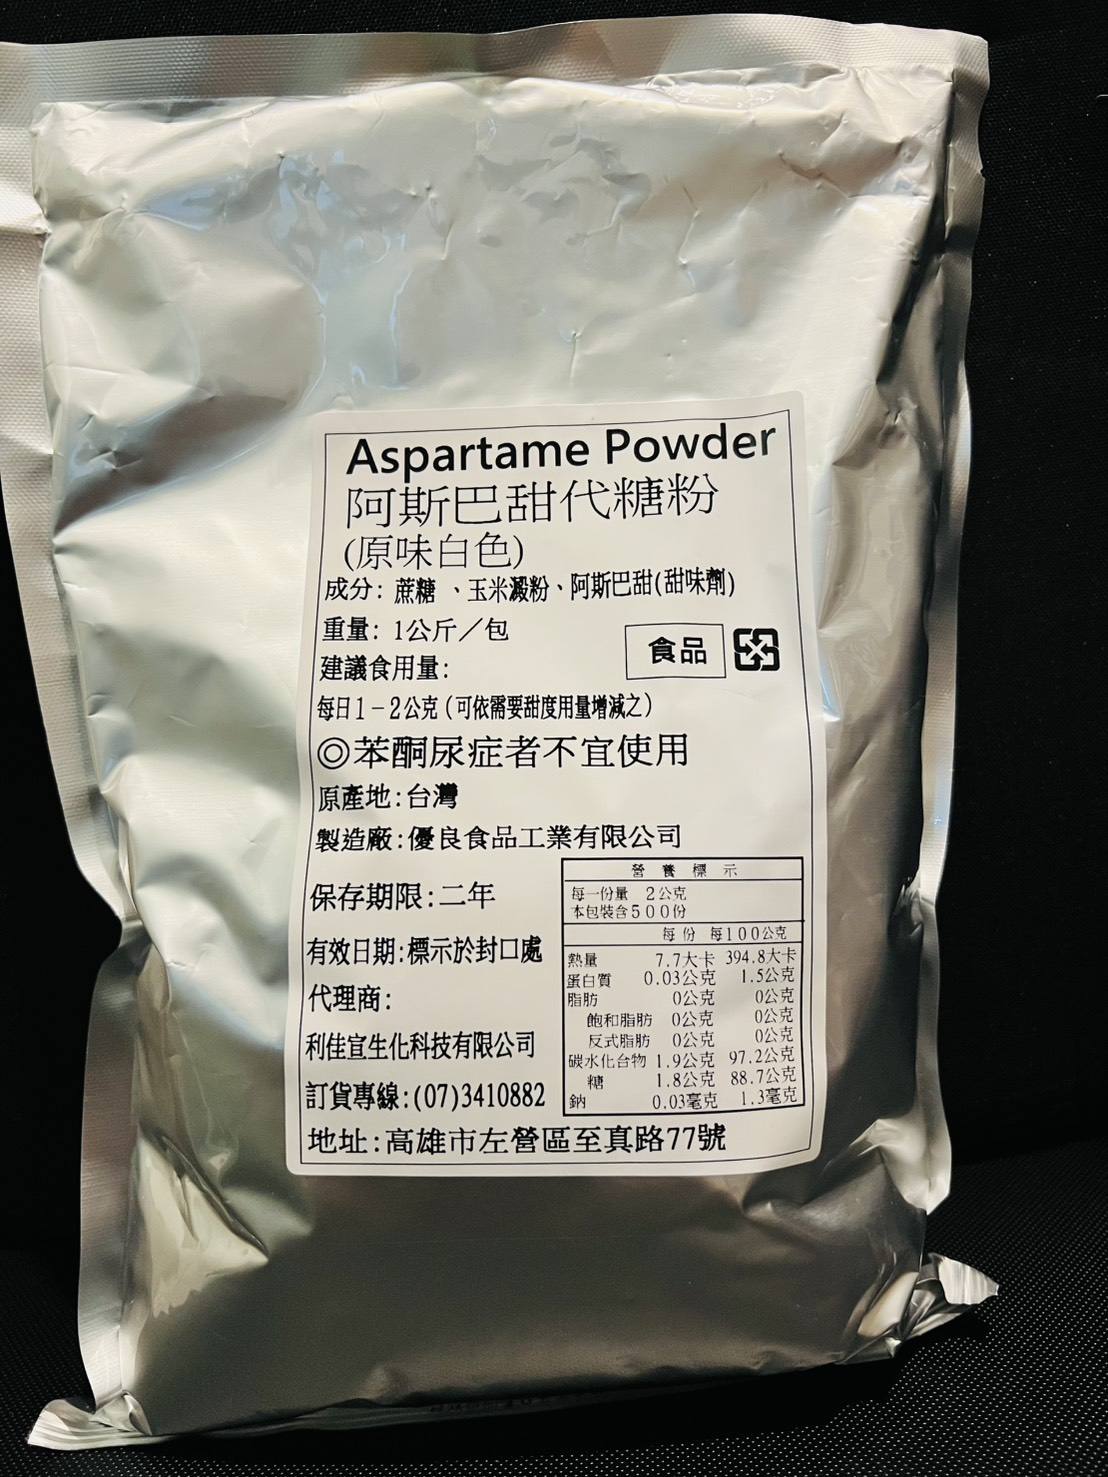 Aspartame Powder
阿斯巴甜代糖粉
(原味白色)
成分: 蔗糖 、玉米澱粉、阿斯巴甜(甜味劑)
重量: 1公斤／包
食品
建議食用量:
每日1－2公克 (可依需要甜度用量增減之)
◎苯酮尿症者不宜使用
原產地:台灣
製造廠:優良食品工業有限公司
保存期限:二年
有效日期:標示於封口處
代理商:
利佳宣生化科技有限公司
訂貨專線:(07)3410882
營 養 標 示
每一份量 2公克
本包裝含500份
每 份 每100公克
熱量 7.7大卡 394.8大卡
蛋白質 0.03公克 1.5公克
脂肪 0公克 0公克
飽和脂肪 0公克 0公克
反式脂肪 0公克 0公克
碳水化合物 1.9公克 97.2公克
糖 1.8公克 88.7公克
鈉 0.03毫克 1.3毫克
地址:高雄市左營區至真路77號